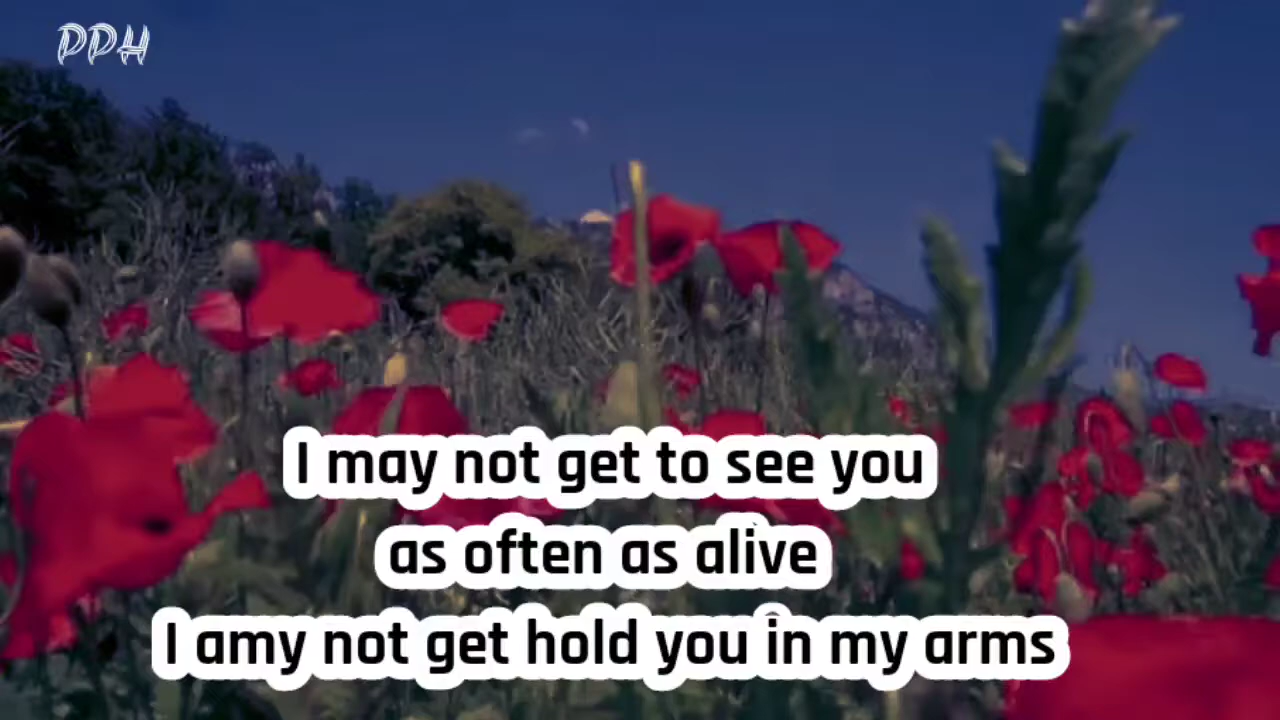 PPH
I may not get to see you
as often as alive
I amy not get hold you in my arms